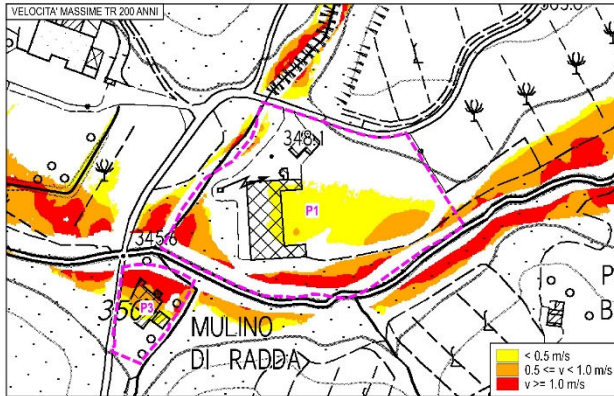 VELOCITA' MASSIME TR 200 ANNI
348.1
P1
345.6
P3
MULINO
DI RADDA
P
B
< 0.5 m/s
0.5 <= v < 1.0 m/s
v >= 1.0 m/s